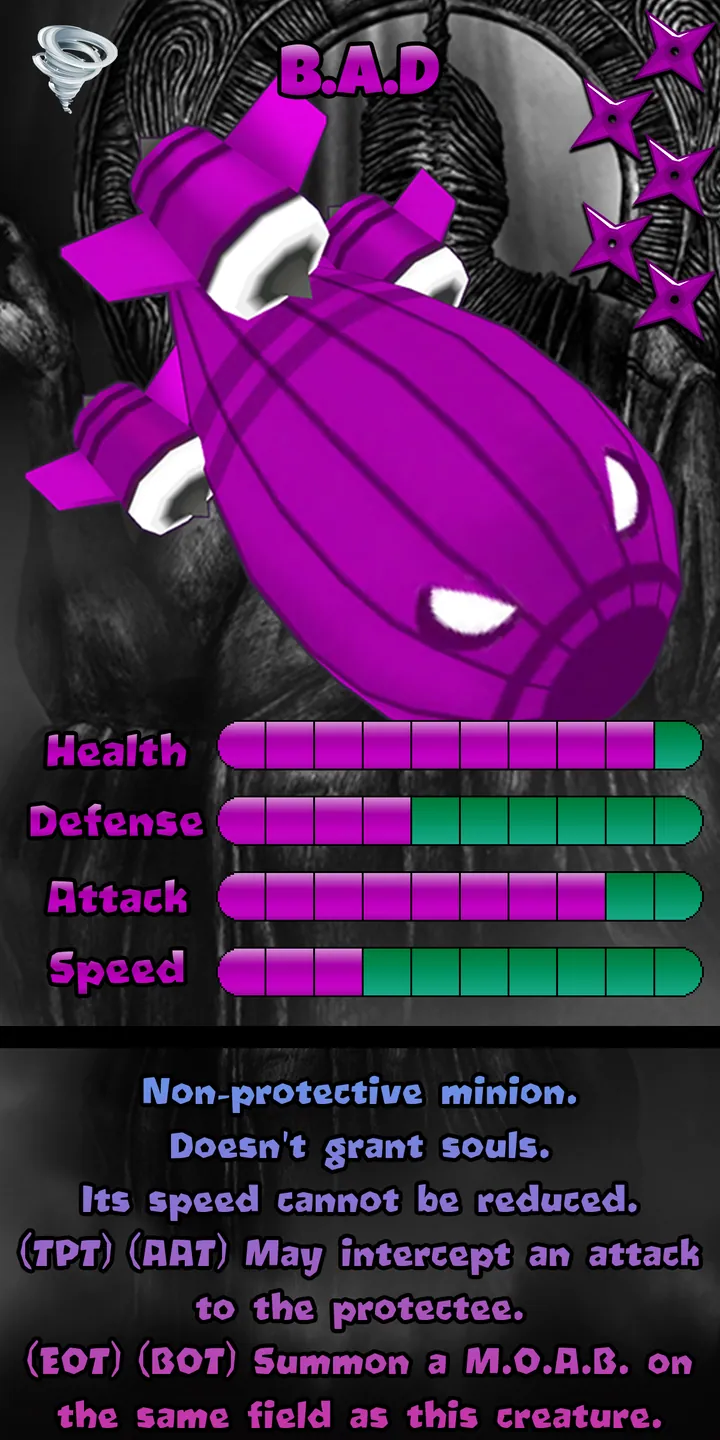 B.A.D
Health
Defense
Attack
Speed
Non-protective minion.
Doesn't grant souls.
Its speed cannot be reduced.
(TPT) (AAT) May intercept an attack
to the protectee.
(EOT) (BOT) Summon a M.O.A.B. on
the same field as this creature.